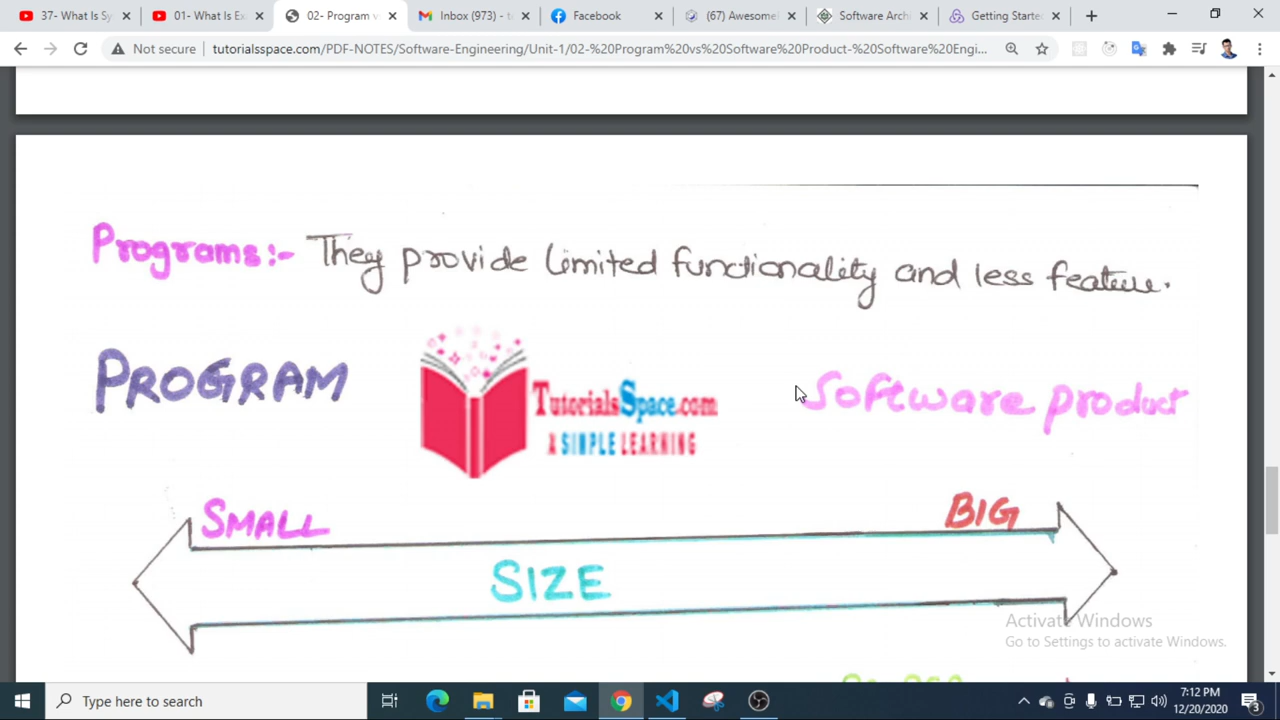 37- What Is Sy
01- What Is Ex
02- Program v
Inbox (973) - t
Facebook
(67) Awesome
Software Arch
Getting Starte
Not secure
tutorialsspace.com/PDF-NOTES/Software-Engineering/Unit-1/02-%20Program%20vs%20Software%20Product-%20Software%20Engi...
Programs:- They provide limited functionality and less feature.
PROGRAM
TutorialsSpace.com
A SIMPLE LEARNING
Software product
SMALL
BIG
SIZE
Activate Windows
Go to Settings to activate Windows.
Type here to search
7:12 PM
12/20/2020
3